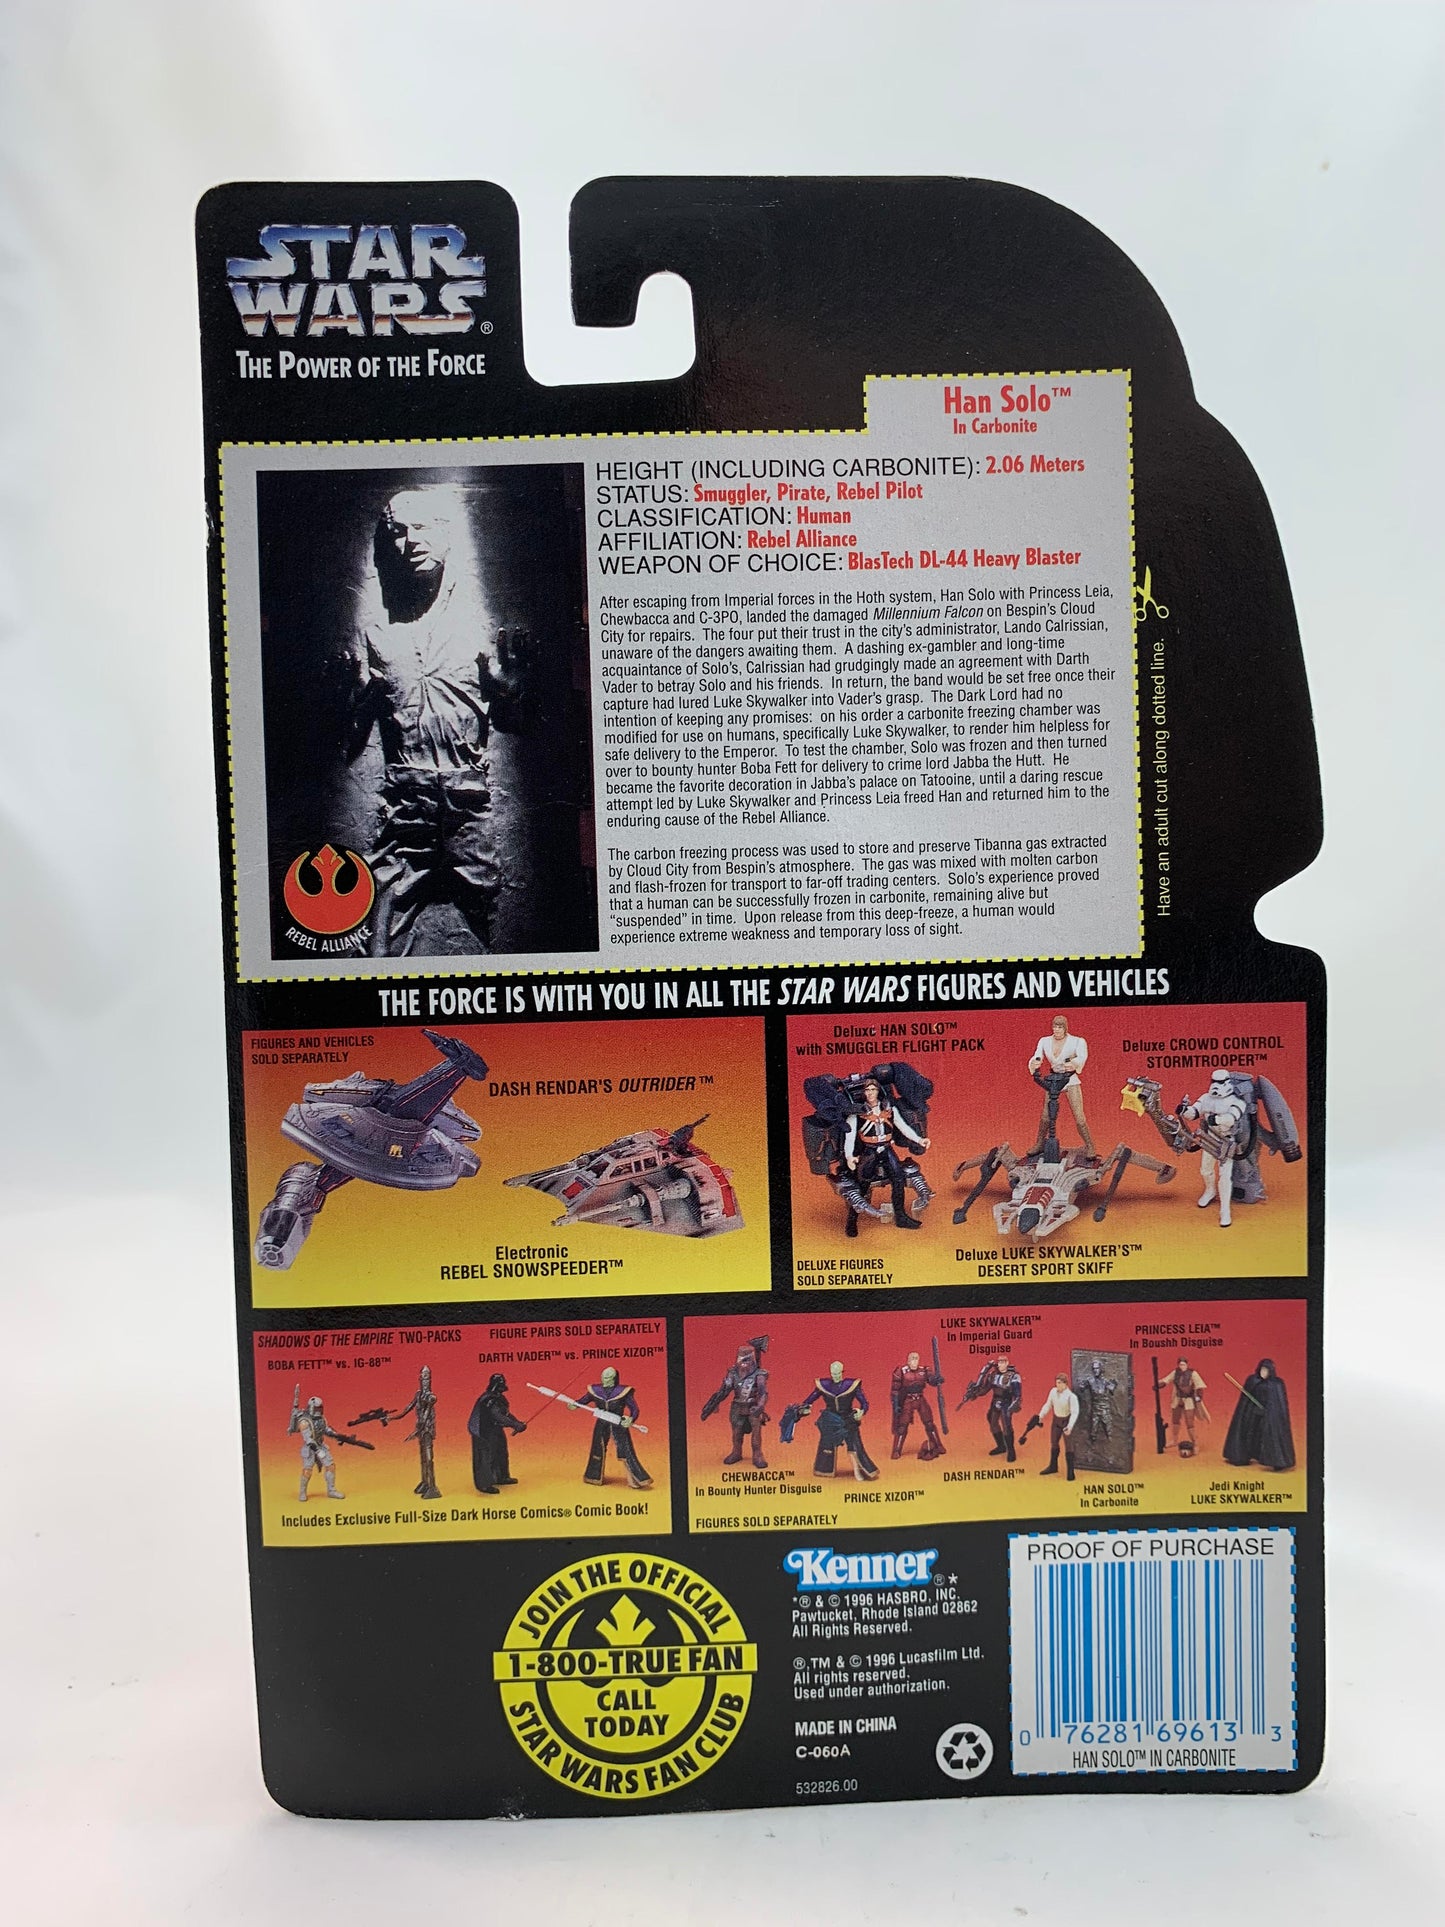 STAR
WARS®
THE POWER OF THE FORCE
Han Solo™
In Carbonite
HEIGHT (INCLUDING CARBONITE): 2.06 Meters
STATUS: Smuggler, Pirate, Rebel Pilot
CLASSIFICATION: Human
AFFILIATION: Rebel Alliance
WEAPON OF CHOICE: BlasTech DL-44 Heavy Blaster
After escaping from Imperial forces in the Hoth system, Han Solo with Princess Leia,
Chewbacca and C-3PO, landed the damaged Millennium Falcon on Bespin's Cloud
City for repairs. The four put their trust in the city's administrator, Lando Calrissian,
unaware of the dangers awaiting them. A dashing ex-gambler and long-time
acquaintance of Solo's, Calrissian had grudgingly made an agreement with Darth
Vader to betray Solo and his friends. In return, the band would be set free once their
capture had lured Luke Skywalker into Vader's grasp. The Dark Lord had no
intention of keeping any promises: on his order a carbonite freezing chamber was
modified for use on humans, specifically Luke Skywalker, to render him helpless for
safe delivery to the Emperor. To test the chamber, Solo was frozen and then turned
over to bounty hunter Boba Fett for delivery to crime lord Jabba the Hutt. He
became the favorite decoration in Jabba's palace on Tatooine, until a daring rescue
attempt led by Luke Skywalker and Princess Leia freed Han and returned him to the
enduring cause of the Rebel Alliance.
The carbon freezing process was used to store and preserve Tibanna gas extracted
by Cloud City from Bespin's atmosphere. The gas was mixed with molten carbon
and flash-frozen for transport to far-off trading centers. Solo's experience proved
that a human can be successfully frozen in carbonite, remaining alive but
"suspended" in time. Upon release from this deep-freeze, a human would
experience extreme weakness and temporary loss of sight.
REBEL ALLIANCE
Have an adult cut along dotted line.
THE FORCE IS WITH YOU IN ALL THE STAR WARS FIGURES AND VEHICLES
FIGURES AND VEHICLES
SOLD SEPARATELY
DASH RENDAR'S OUTRIDER™
Electronic
REBEL SNOWSPEEDER™
Deluxe HAN SOLO™
with SMUGGLER FLIGHT PACK
Deluxe CROWD CONTROL
STORMTROOPER™
DELUXE FIGURES
SOLD SEPARATELY
Deluxe LUKE SKYWALKER'S™
DESERT SPORT SKIFF
SHADOWS OF THE EMPIRE TWO-PACKS
FIGURE PAIRS SOLD SEPARATELY
BOBA FETT™ vs. IG-88™
DARTH VADER™ vs. PRINCE XIZOR™
Includes Exclusive Full-Size Dark Horse Comics® Comic Book!
LUKE SKYWALKER™
In Imperial Guard
Disguise
PRINCESS LEIA™
In Boushh Disguise
CHEWBACCA™
In Bounty Hunter Disguise
PRINCE XIZOR™
DASH RENDAR™
HAN SOLO™
In Carbonite
Jedi Knight
LUKE SKYWALKER™
FIGURES SOLD SEPARATELY
JOIN THE OFFICIAL
1-800-TRUE FAN
CALL
TODAY
STAR WARS FAN CLUB
Kenner®*
*® & © 1996 HASBRO, INC.
Pawtucket, Rhode Island 02862
All Rights Reserved.
®,TM & © 1996 Lucasfilm Ltd.
All rights reserved.
Used under authorization.
MADE IN CHINA
C-060A
532826.00
PROOF OF PURCHASE
0 76281 69613 3
HAN SOLO™ IN CARBONITE